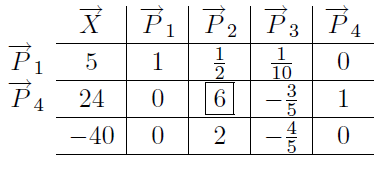 $\overrightarrow{X}$ $\overrightarrow{P}_1$ $\overrightarrow{P}_2$ $\overrightarrow{P}_3$ $\overrightarrow{P}_4$
$\overrightarrow{P}_1$ 5 1 $\frac{1}{2}$ $\frac{1}{10}$ 0
$\overrightarrow{P}_4$ 24 0 $\boxed{6}$ $-\frac{3}{5}$ 1
−40 0 2 $-\frac{4}{5}$ 0